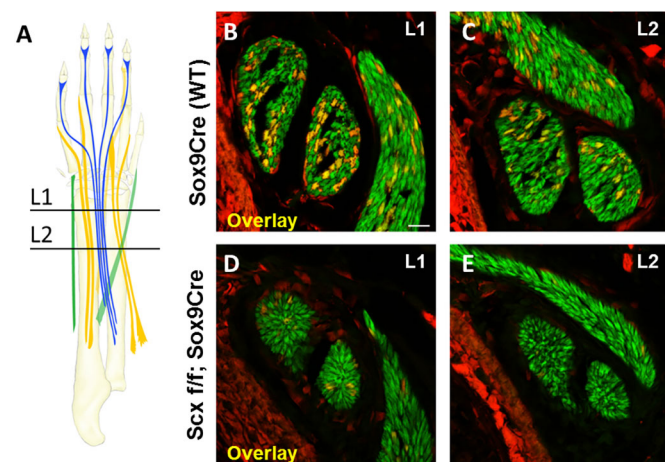 A
L1
L2
Sox9Cre (WT)
B
L1
Overlay
C
L2
Scx f/f; Sox9Cre
D
L1
Overlay
E
L2